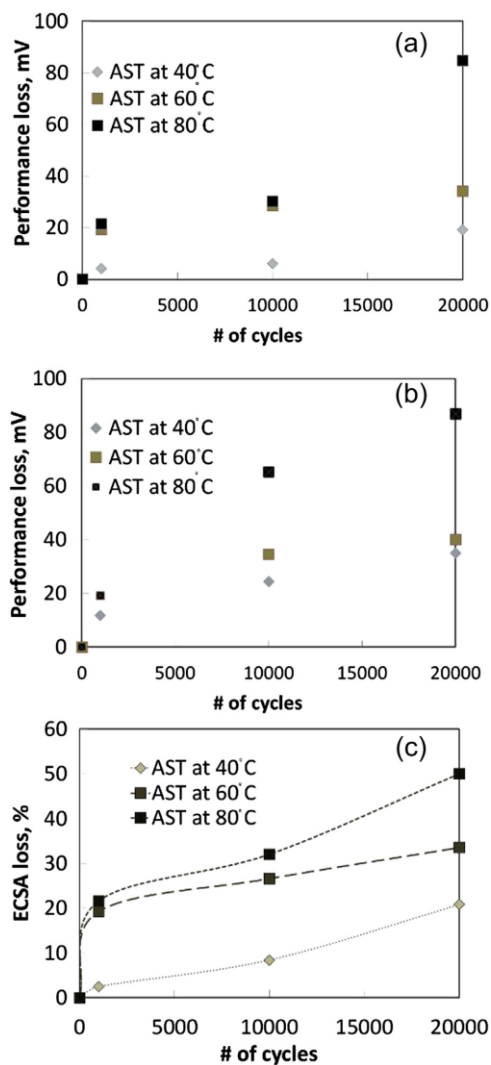 (a)
100
80
60
40
20
0
Performance loss, mV
AST at 40°C
AST at 60°C
AST at 80°C
0 5000 10000 15000 20000
# of cycles
(b)
100
80
60
40
20
0
Performance loss, mV
AST at 40°C
AST at 60°C
AST at 80°C
0 5000 10000 15000 20000
# of cycles
(c)
60
50
40
30
20
10
0
ECSA loss, %
AST at 40°C
AST at 60°C
AST at 80°C
0 5000 10000 15000 20000
# of cycles